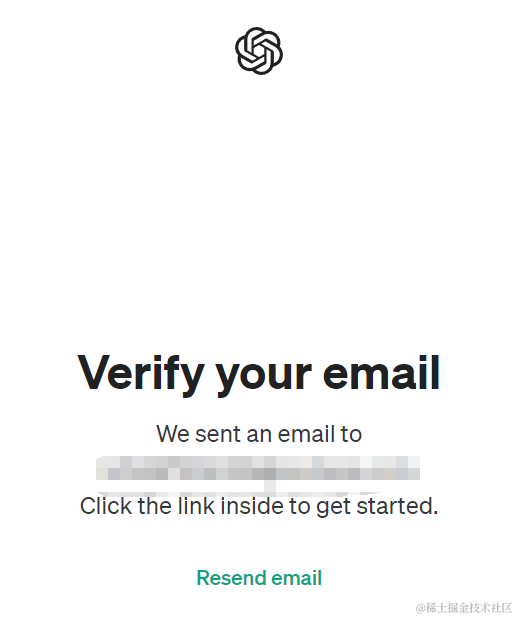 Verify your email
We sent an email to
Click the link inside to get started.
Resend email
@稀土掘金技术社区